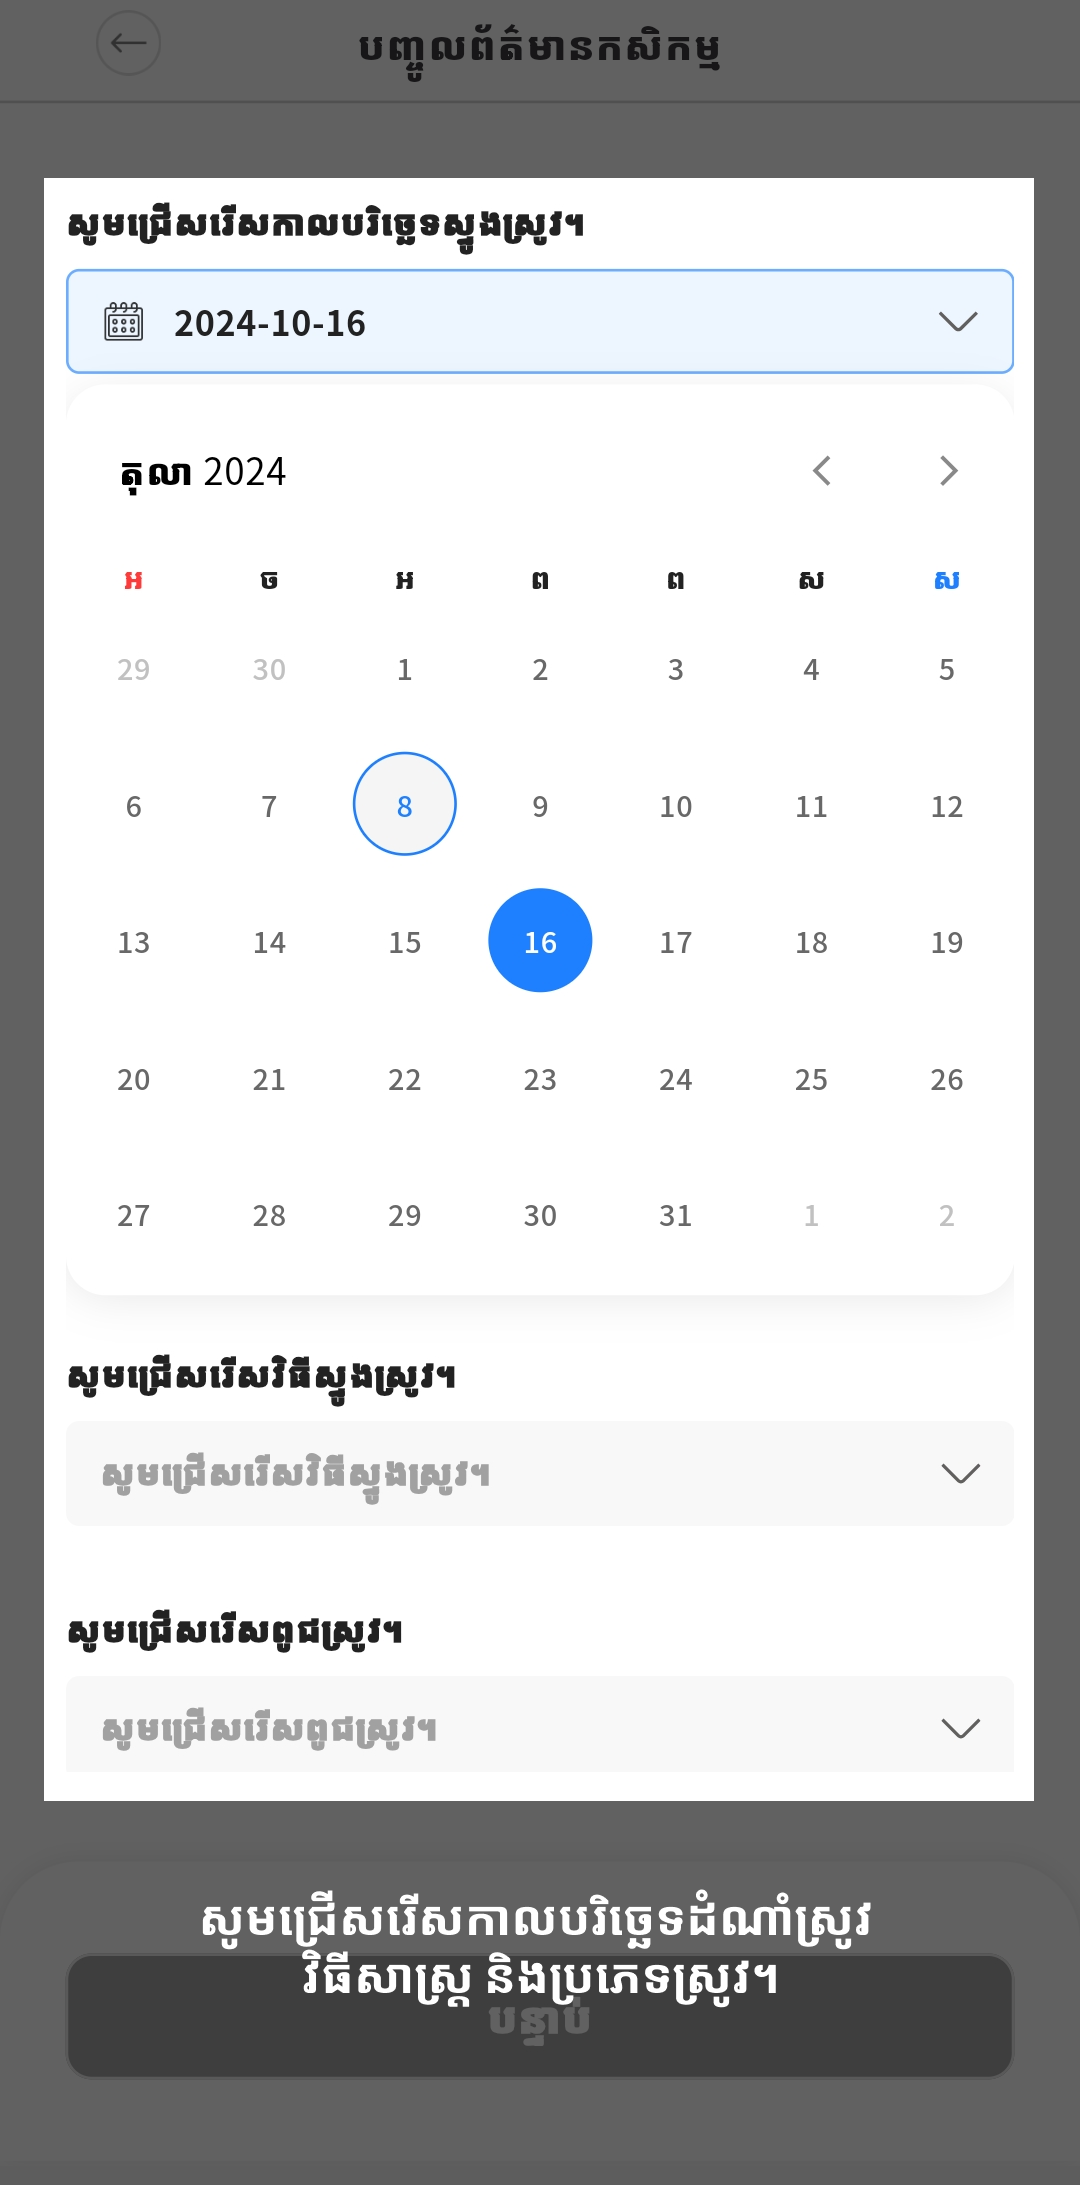 បញ្ចូលព័ត៌មានកសិកម្ម
សូមជ្រើសរើសកាលបរិច្ឆេទស្ទូងស្រូវ។
2024-10-16
តុលា 2024
អ ច អ ព ព ស ស
29 30 1 2 3 4 5
6 7 8 9 10 11 12
13 14 15 16 17 18 19
20 21 22 23 24 25 26
27 28 29 30 31 1 2
សូមជ្រើសរើសវិធីស្ទូងស្រូវ។
សូមជ្រើសរើសវិធីស្ទូងស្រូវ។
សូមជ្រើសរើសពូជស្រូវ។
សូមជ្រើសរើសពូជស្រូវ។
សូមជ្រើសរើសកាលបរិច្ឆេទដំណាំស្រូវ
វិធីសាស្ត្រ និងប្រភេទស្រូវ។
បន្ទាប់